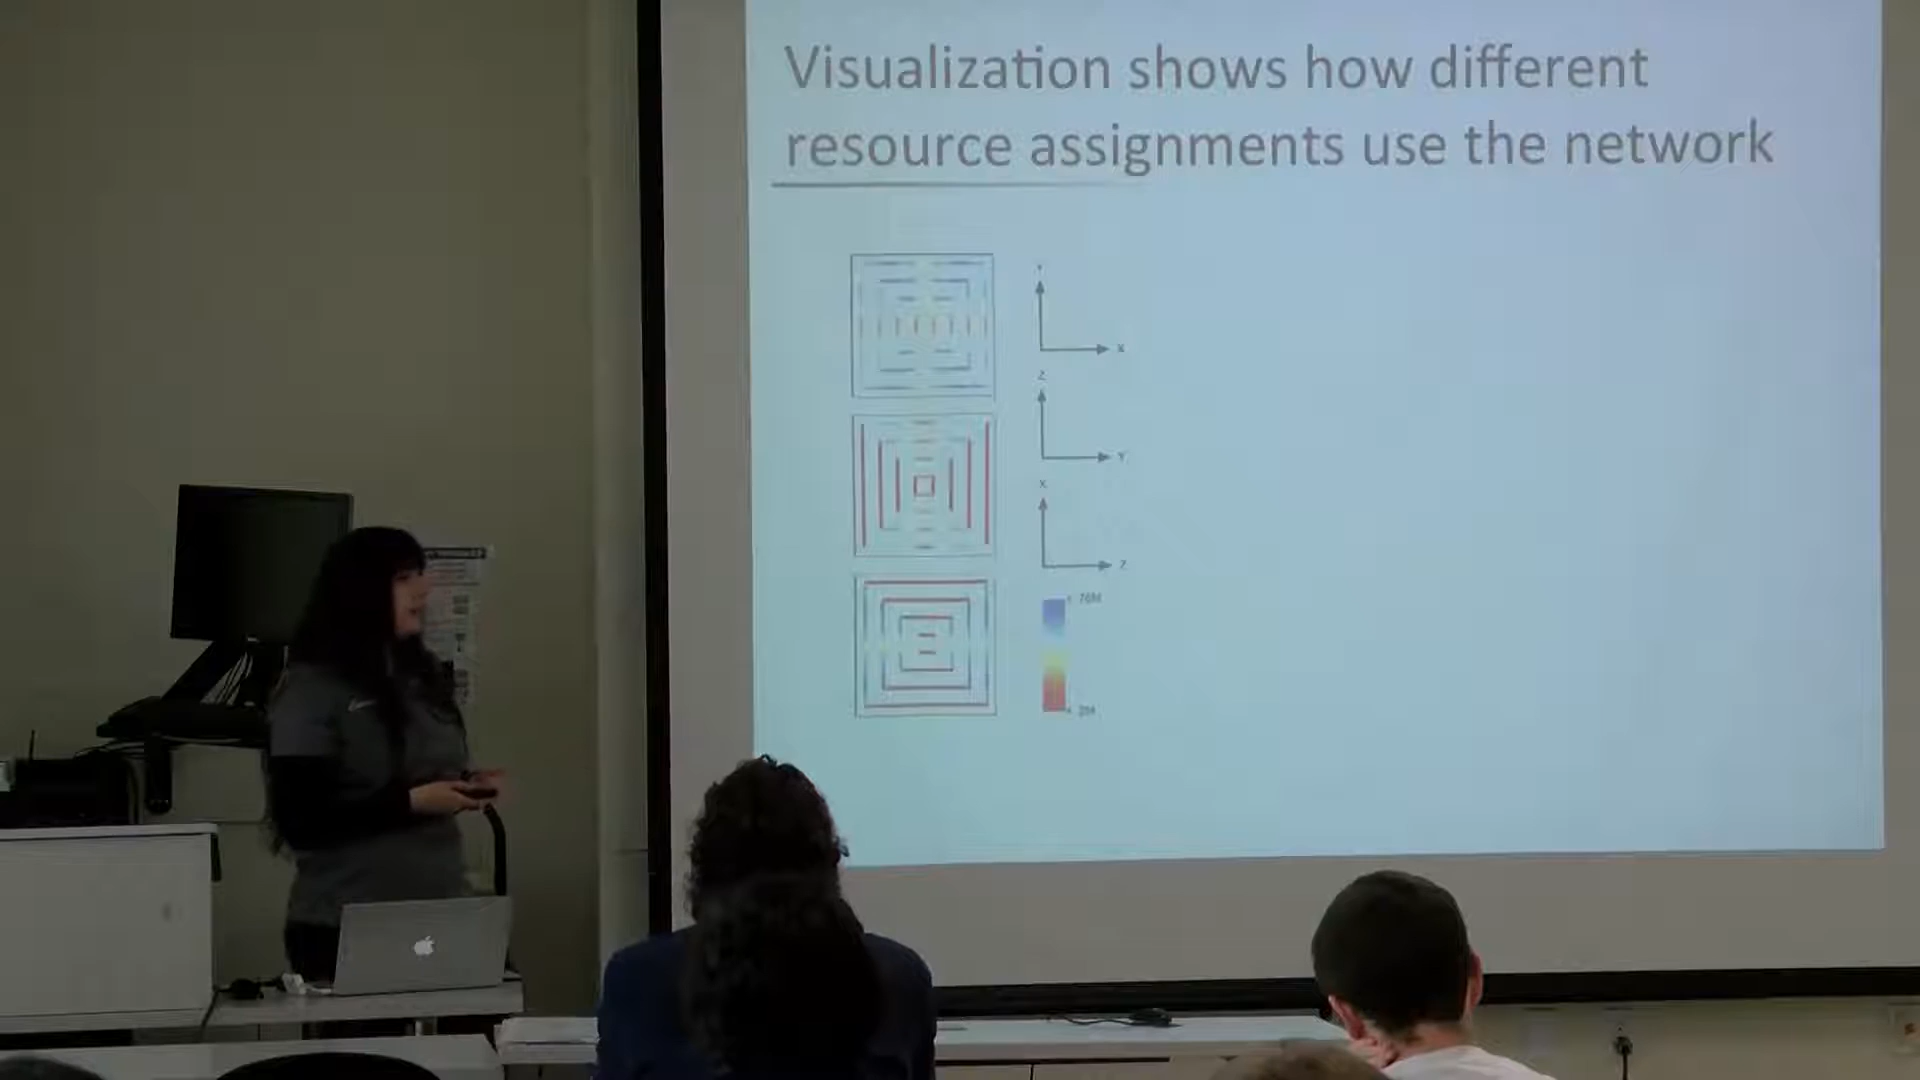 Visualization shows how different
resource assignments use the network
X
Z
Y
X
Z